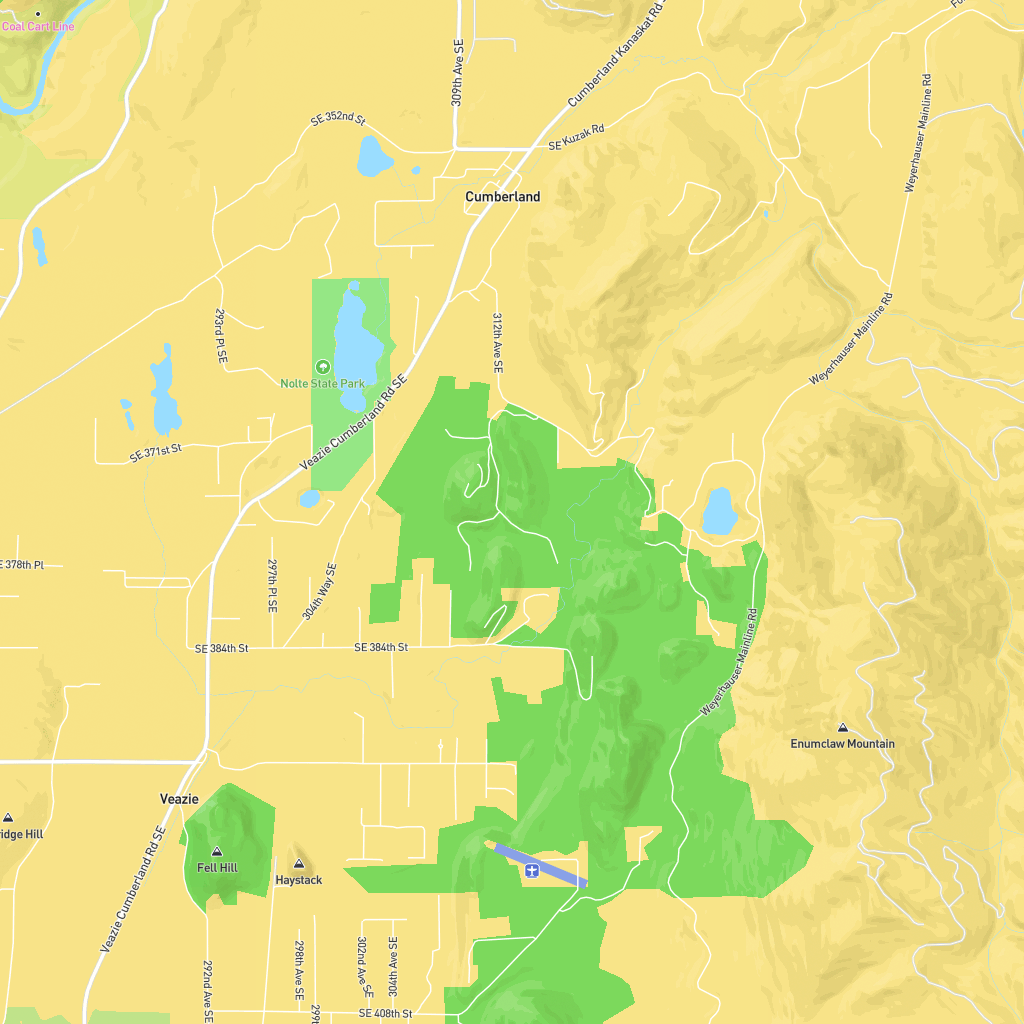 Coal Cart Line
309th Ave SE
Cumberland Kanaskat Rd
SE 352nd St
SE Kuzak Rd
Weyerhauser Mainline Rd
Cumberland
293rd Pl SE
312th Ave SE
Weyerhauser Mainline Rd
Nolte State Park
Veazie Cumberland Rd SE
SE 371st St
SE 378th Pl
297th Pl SE
304th Way SE
SE 384th St
SE 384th St
Weyerhauser Mainline Rd
Enumclaw Mountain
Veazie
ridge Hill
Fell Hill
Haystack
Veazie Cumberland Rd SE
292nd Ave SE
298th Ave SE
299t
302nd Ave SE
304th Ave SE
SE 408th St